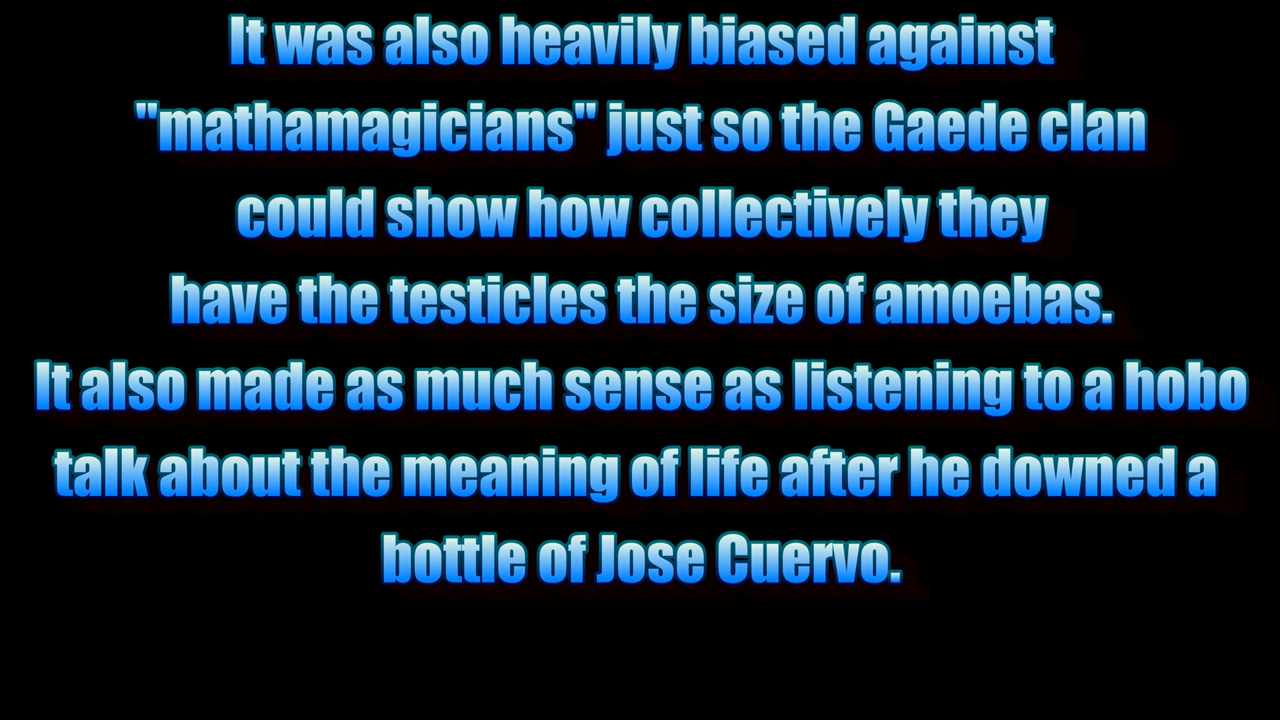 It was also heavily biased against
"mathamagicians" just so the Gaede clan
could show how collectively they
have the testicles the size of amoebas.
It also made as much sense as listening to a hobo
talk about the meaning of life after he downed a
bottle of Jose Cuervo.